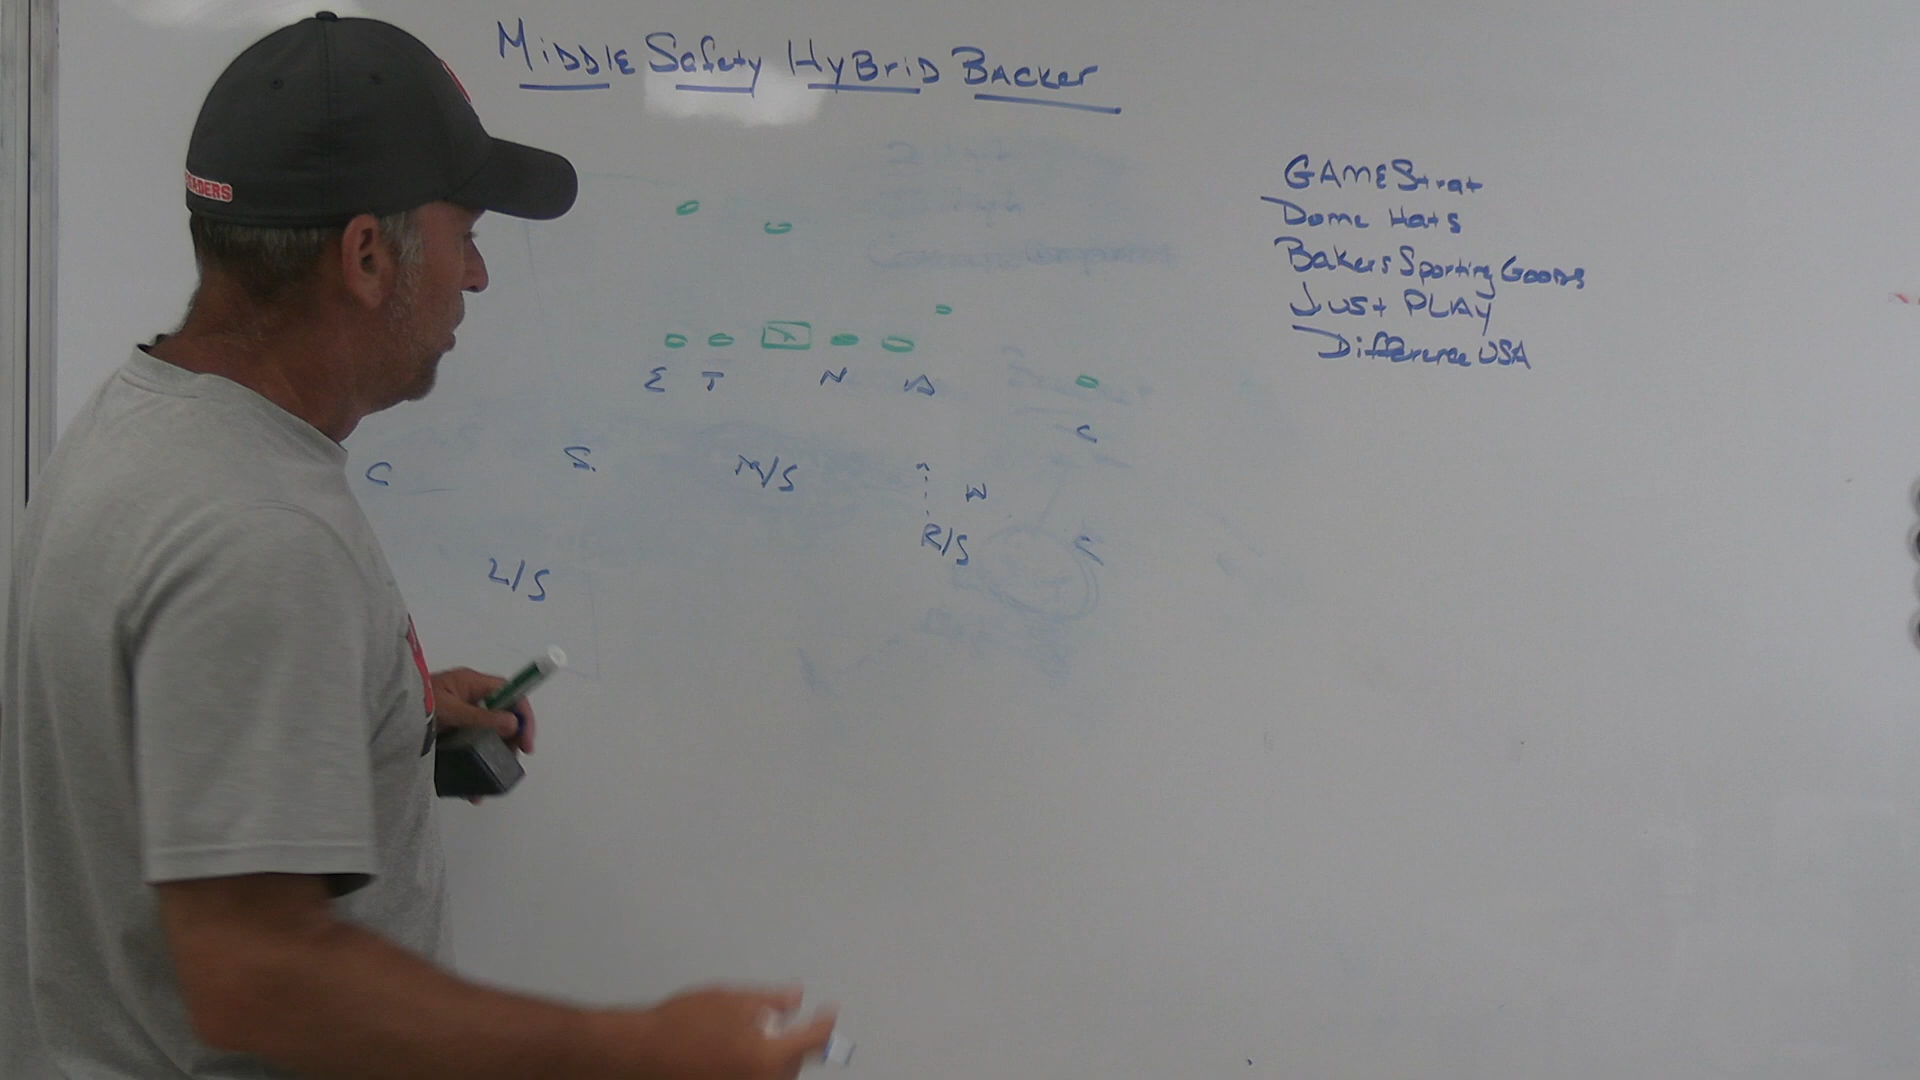 MiDDlE Safety HyBriD BAcker
GAMEStrat
Dome Hats
Bakers Sporting Goods
Just PLAY
Difference USA
E T N
C
C S. M/S W
R/S C
L/S